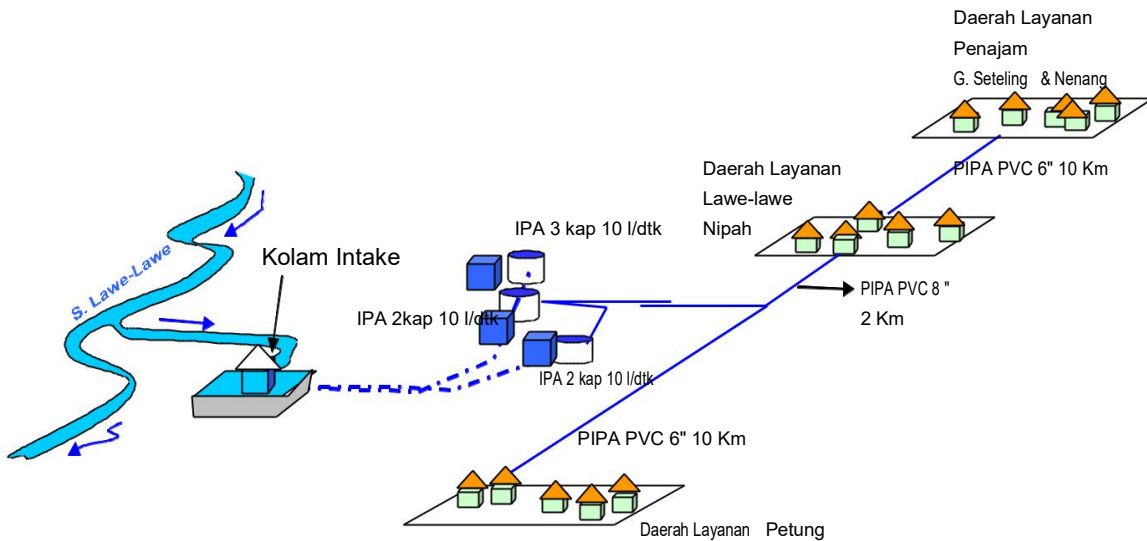 Daerah Layanan
Penajam
G. Seteling & Nenang
PIPA PVC 6" 10 Km
Daerah Layanan
Lawe-lawe
Nipah
IPA 3 kap 10 l/dtk
Kolam Intake
S. Lawe-Lawe
PIPA PVC 8 "
2 Km
IPA 2kap 10 l/dtk
IPA 2 kap 10 l/dtk
PIPA PVC 6" 10 Km
Daerah Layanan Petung